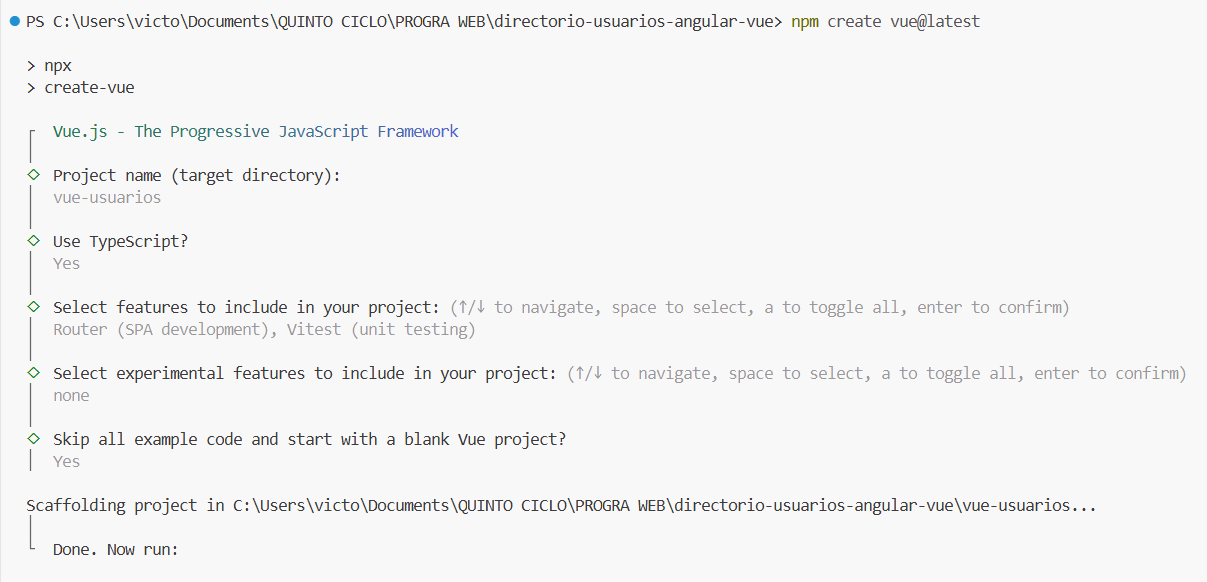 PS C:\Users\victo\Documents\QUINTO CICLO\PROGRA WEB\directorio-usuarios-angular-vue> npm create vue@latest
> npx
> create-vue
Vue.js - The Progressive JavaScript Framework
Project name (target directory):
vue-usuarios
Use TypeScript?
Yes
Select features to include in your project: (↑/↓ to navigate, space to select, a to toggle all, enter to confirm)
Router (SPA development), Vitest (unit testing)
Select experimental features to include in your project: (↑/↓ to navigate, space to select, a to toggle all, enter to confirm)
none
Skip all example code and start with a blank Vue project?
Yes
Scaffolding project in C:\Users\victo\Documents\QUINTO CICLO\PROGRA WEB\directorio-usuarios-angular-vue\vue-usuarios...
Done. Now run: